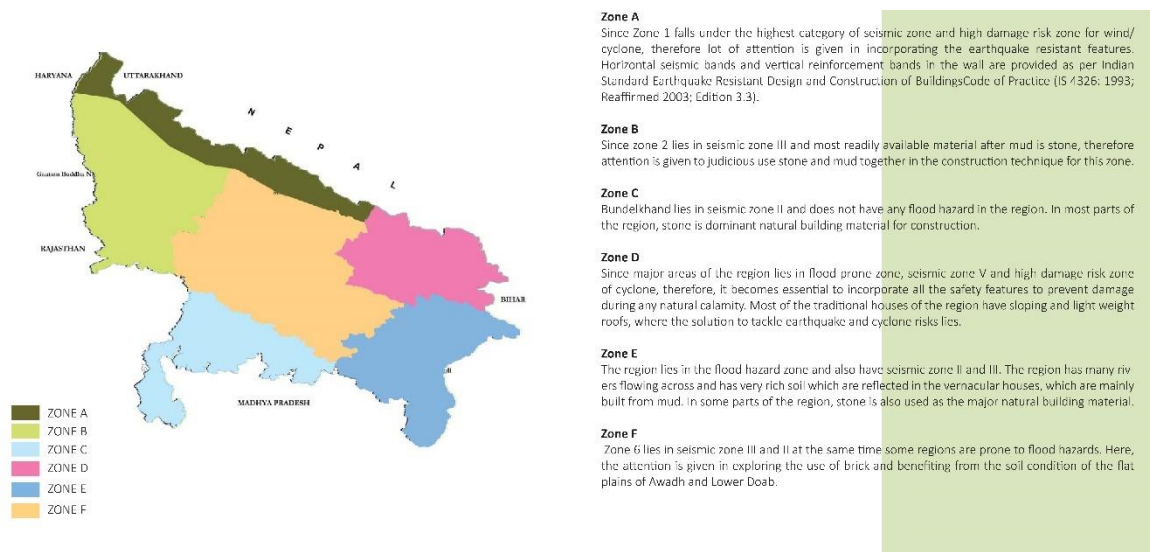 HARYANA
UTTARAKHAND
N E P A L
RAJASTHAN
BIHAR
MADHYA PRADESH
ZONE A
ZONE B
ZONE C
ZONE D
ZONE E
ZONE F
Zone A
Since Zone 1 falls under the highest category of seismic zone and high damage risk zone for wind/
cyclone, therefore lot of attention is given in incorporating the earthquake resistant features.
Horizontal seismic bands and vertical reinforcement bands in the wall are provided as per Indian
Standard Earthquake Resistant Design and Construction of BuildingsCode of Practice (IS 4326: 1993;
Reaffirmed 2003; Edition 3.3).
Zone B
Since zone 2 lies in seismic zone III and most readily available material after mud is stone, therefore
attention is given to judicious use stone and mud together in the construction technique for this zone.
Zone C
Bundelkhand lies in seismic zone II and does not have any flood hazard in the region. In most parts of
the region, stone is dominant natural building material for construction.
Zone D
Since major areas of the region lies in flood prone zone, seismic zone V and high damage risk zone
of cyclone, therefore, it becomes essential to incorporate all the safety features to prevent damage
during any natural calamity. Most of the traditional houses of the region have sloping and light weight
roofs, where the solution to tackle earthquake and cyclone risks lies.
Zone E
The region lies in the flood hazard zone and also have seismic zone II and III. The region has many riv
ers flowing across and has very rich soil which are reflected in the vernacular houses, which are mainly
built from mud. In some parts of the region, stone is also used as the major natural building material.
Zone F
Zone 6 lies in seismic zone III and II at the same time some regions are prone to flood hazards. Here,
the attention is given in exploring the use of brick and benefiting from the soil condition of the flat
plains of Awadh and Lower Doab.